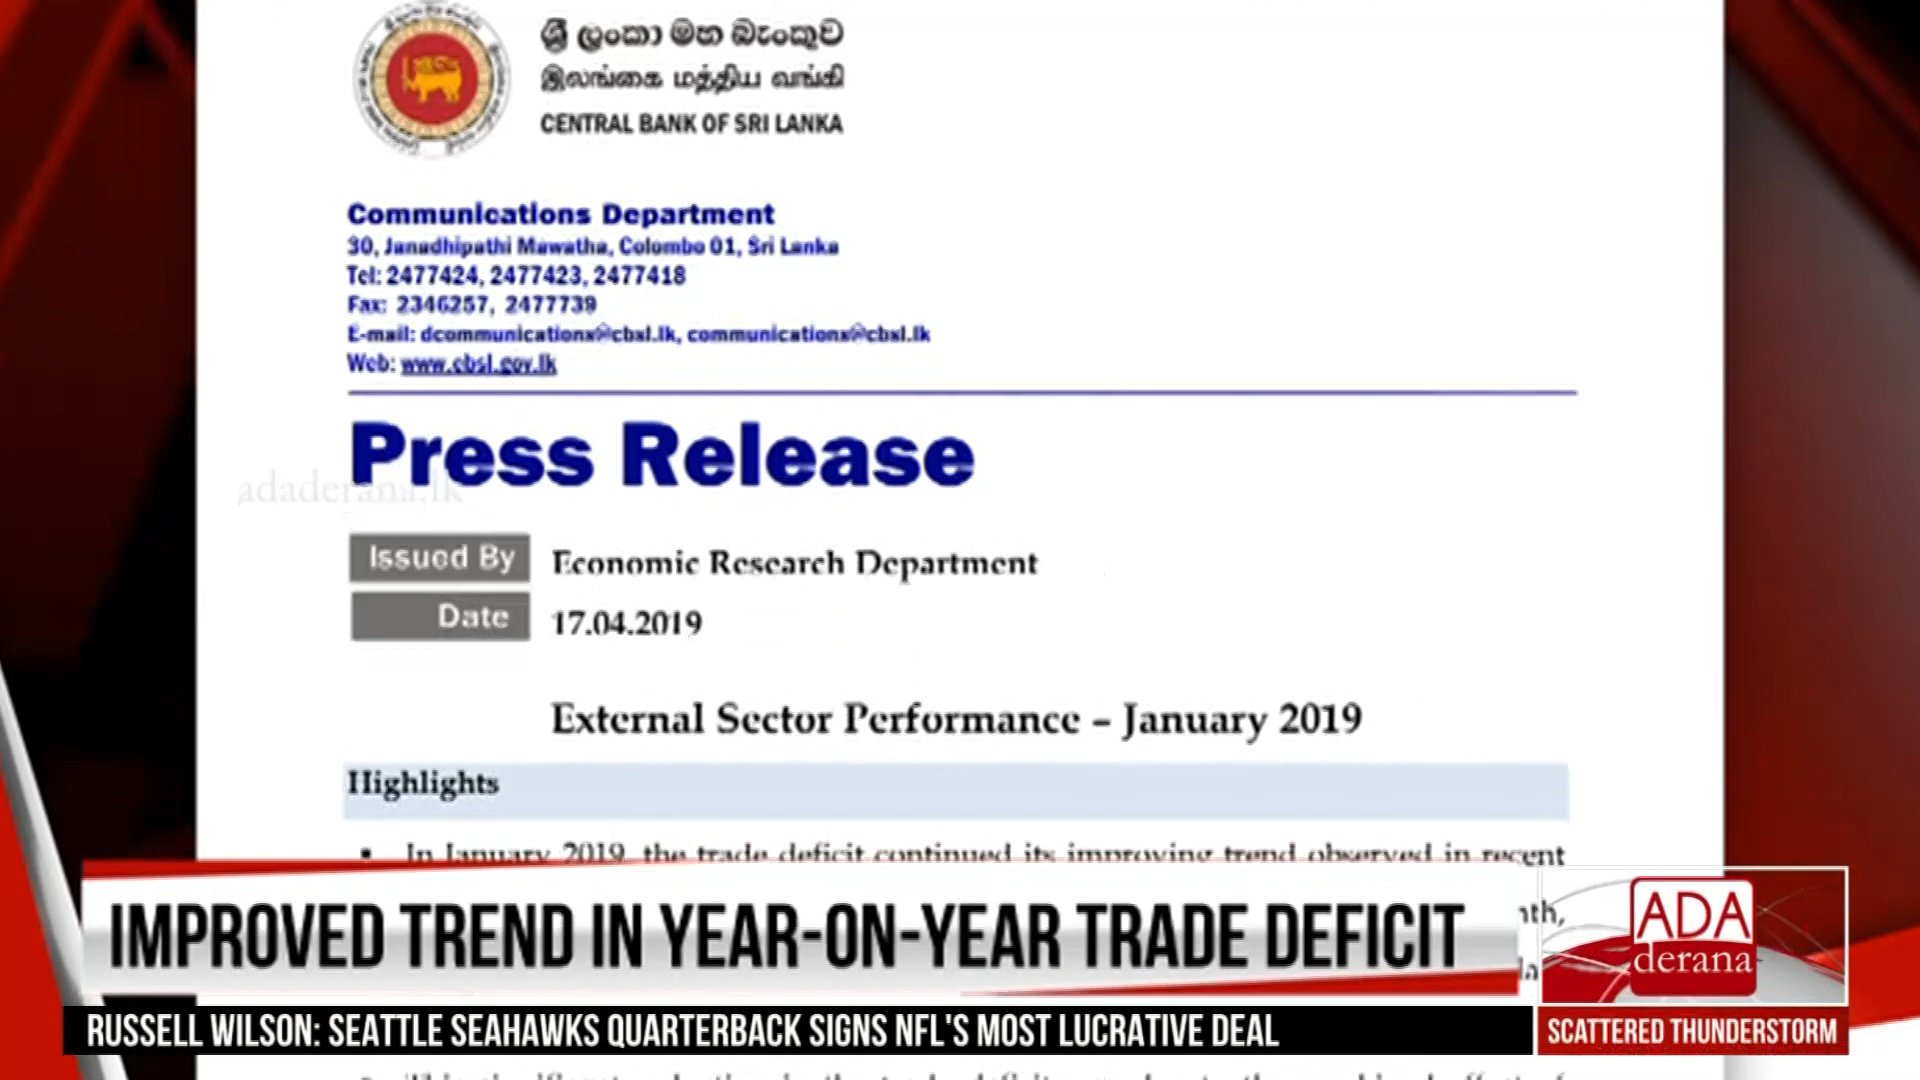 ශ්‍රී ලංකා මහ බැංකුව
இலங்கை மத்திய வங்கி
CENTRAL BANK OF SRI LANKA
Communications Department
30, Janadhipathi Mawatha, Colombo 01, Sri Lanka
Tel: 2477424, 2477423, 2477418
Fax: 2346257, 2477739
E-mail: dcommunications@cbsl.lk, communications@cbsl.lk
Web: www.cbsl.gov.lk
Press Release
adaderana.lk
Issued By Economic Research Department
Date 17.04.2019
External Sector Performance – January 2019
Highlights
• In January 2019, the trade deficit continued its improving trend observed in recent
IMPROVED TREND IN YEAR-ON-YEAR TRADE DEFICIT
ADA
derana
RUSSELL WILSON: SEATTLE SEAHAWKS QUARTERBACK SIGNS NFL'S MOST LUCRATIVE DEAL
SCATTERED THUNDERSTORM